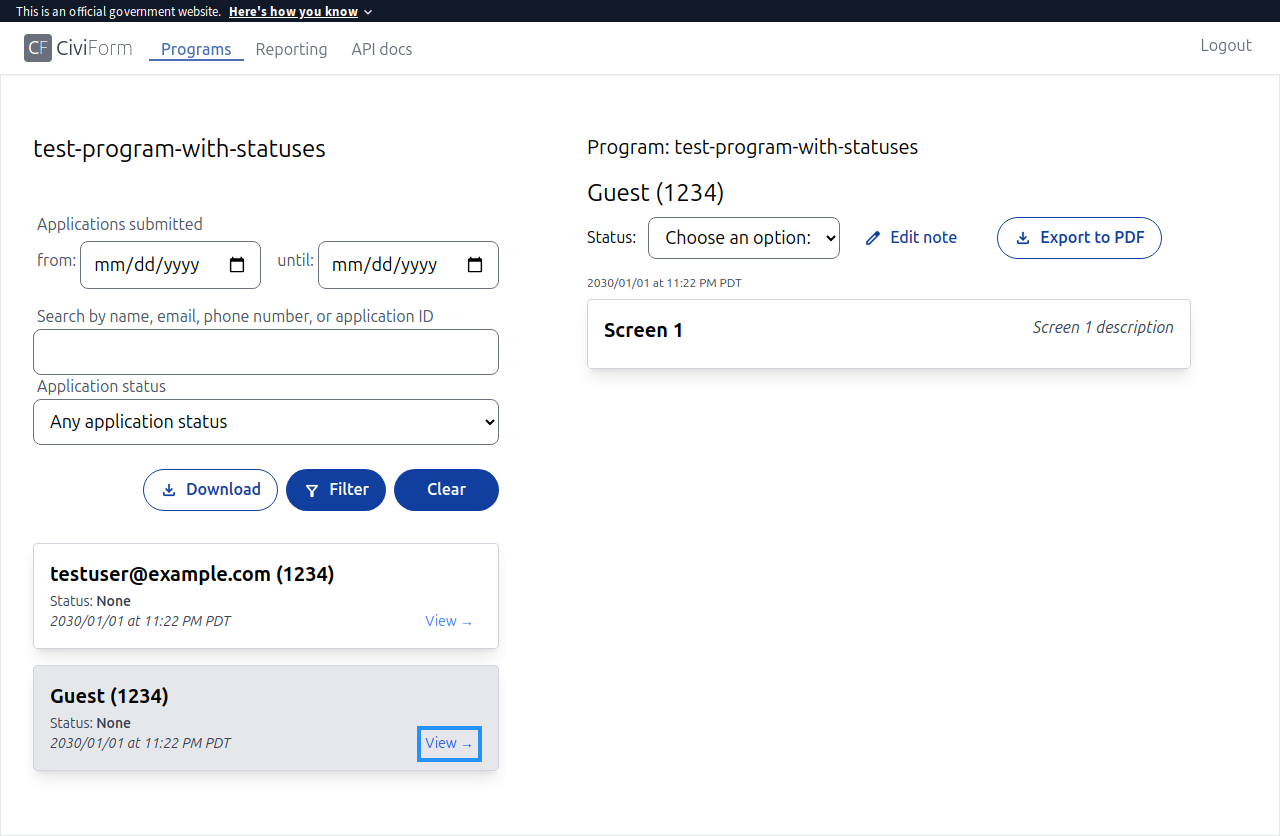 This is an official government website. Here's how you know
CF CiviForm Programs Reporting API docs Logout
test-program-with-statuses
Applications submitted
from: mm/dd/yyyy until: mm/dd/yyyy
Search by name, email, phone number, or application ID
Application status
Any application status
Download Filter Clear
testuser@example.com (1234)
Status: None
2030/01/01 at 11:22 PM PDT View →
Guest (1234)
Status: None
2030/01/01 at 11:22 PM PDT View →
Program: test-program-with-statuses
Guest (1234)
Status: Choose an option: Edit note Export to PDF
2030/01/01 at 11:22 PM PDT
Screen 1 Screen 1 description